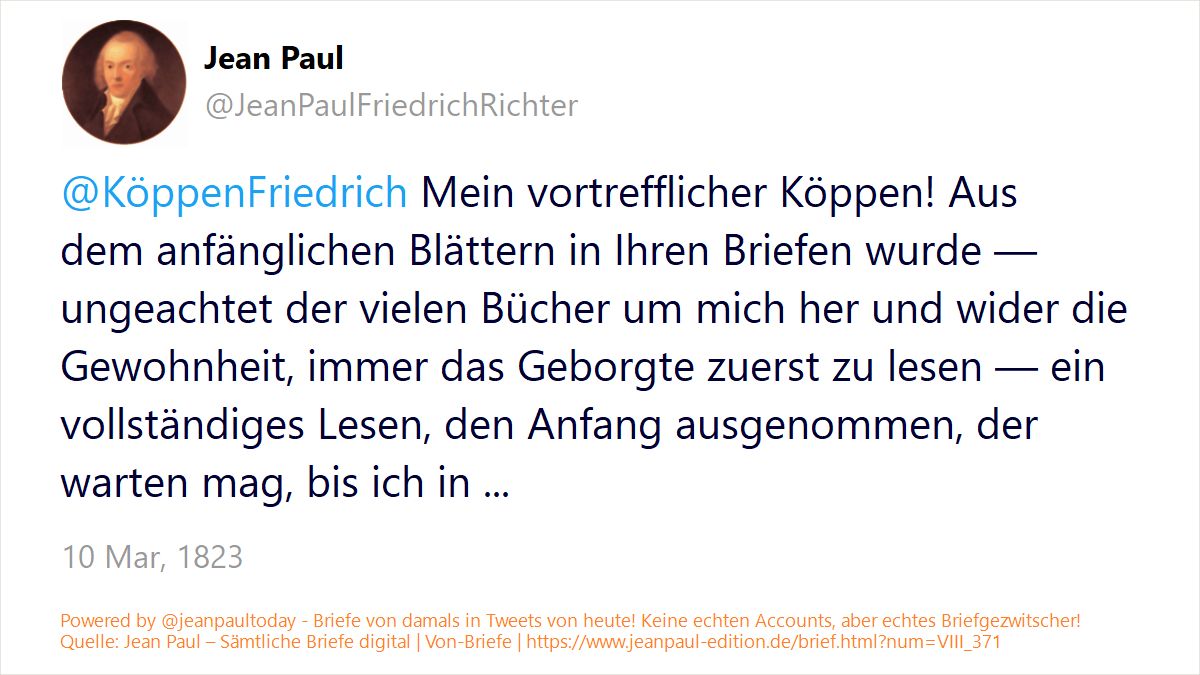 Jean Paul
@JeanPaulFriedrichRichter
@KöppenFriedrich Mein vortrefflicher Köppen! Aus
dem anfänglichen Blättern in Ihren Briefen wurde —
ungeachtet der vielen Bücher um mich her und wider die
Gewohnheit, immer das Geborgte zuerst zu lesen — ein
vollständiges Lesen, den Anfang ausgenommen, der
warten mag, bis ich in ...
10 Mar, 1823
Powered by @jeanpaultoday - Briefe von damals in Tweets von heute! Keine echten Accounts, aber echtes Briefgezwitscher!
Quelle: Jean Paul – Sämtliche Briefe digital | Von-Briefe | https://www.jeanpaul-edition.de/brief.html?num=VIII_371